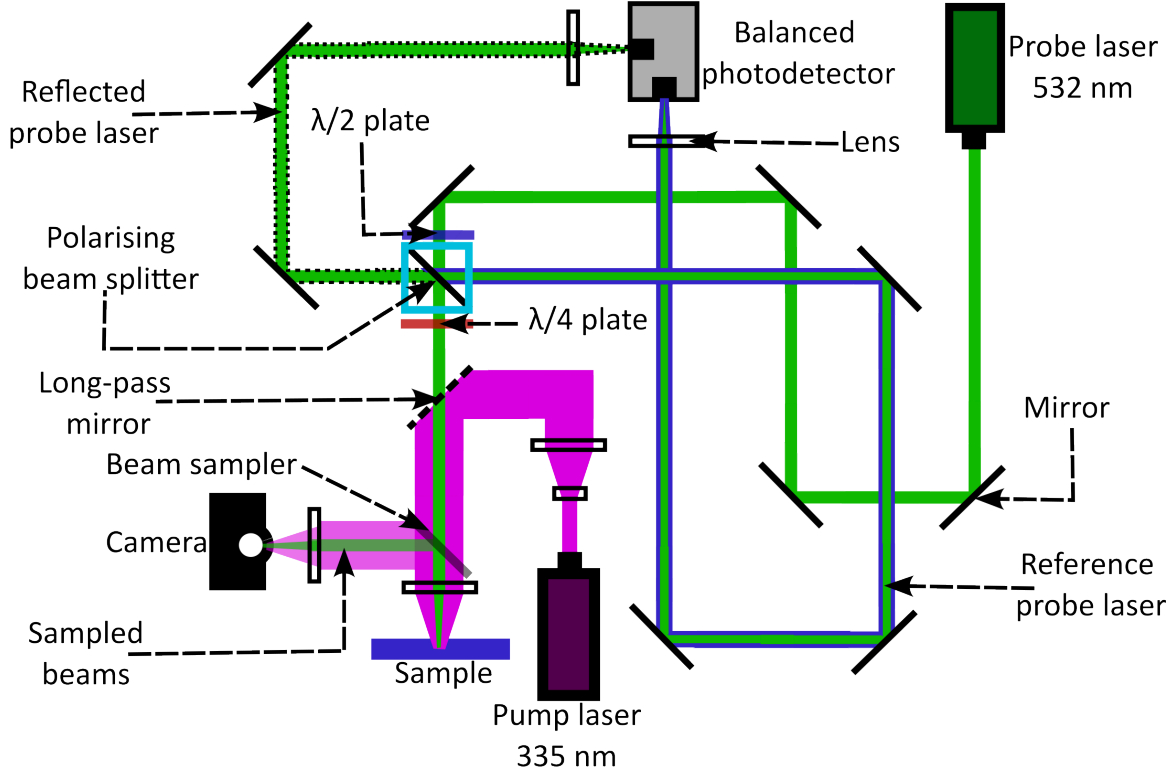 Balanced
photodetector
Probe laser
532 nm
Reflected
probe laser
λ/2 plate
Lens
Polarising
beam splitter
λ/4 plate
Long-pass
mirror
Mirror
Beam sampler
Camera
Reference
probe laser
Sampled
beams
Sample
Pump laser
335 nm